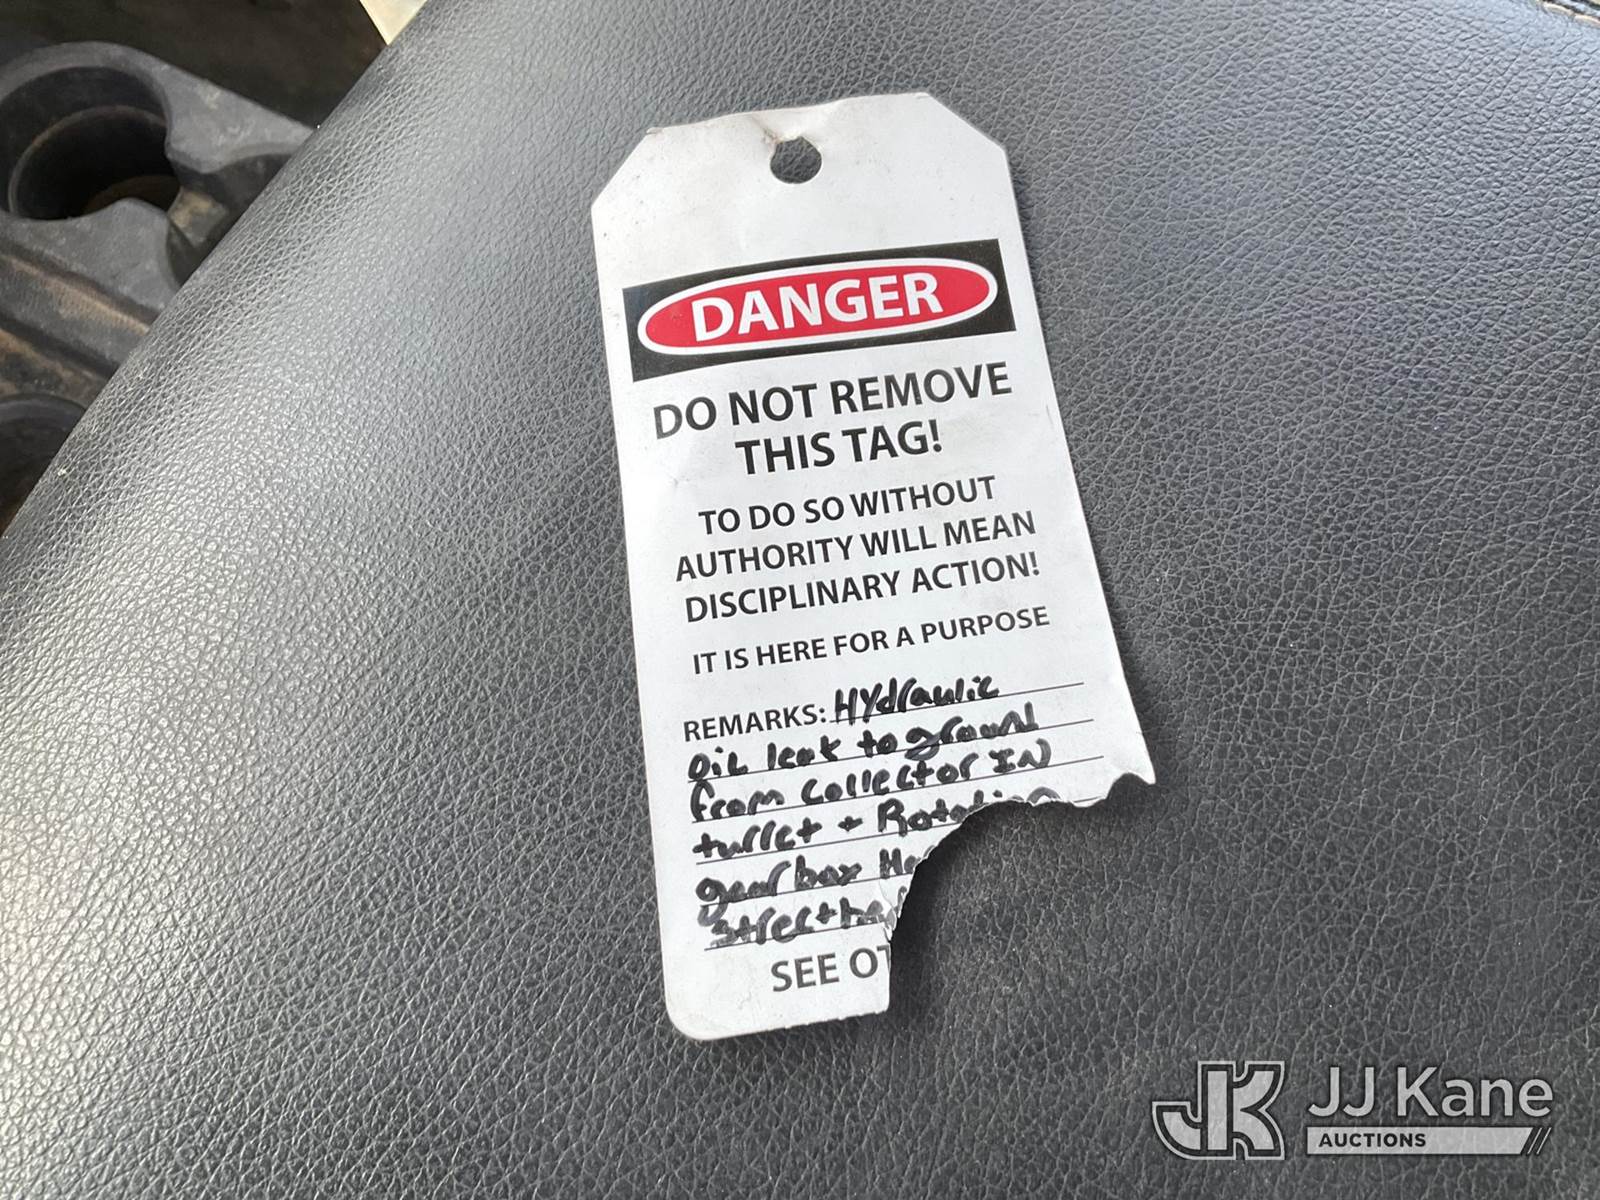 DANGER
DO NOT REMOVE
THIS TAG!
TO DO SO WITHOUT
AUTHORITY WILL MEAN
DISCIPLINARY ACTION!
IT IS HERE FOR A PURPOSE
REMARKS: Hydraulic
Oil leak to ground
from collector IN
turret + Rotation
gear box
SEE
JJ Kane
AUCTIONS